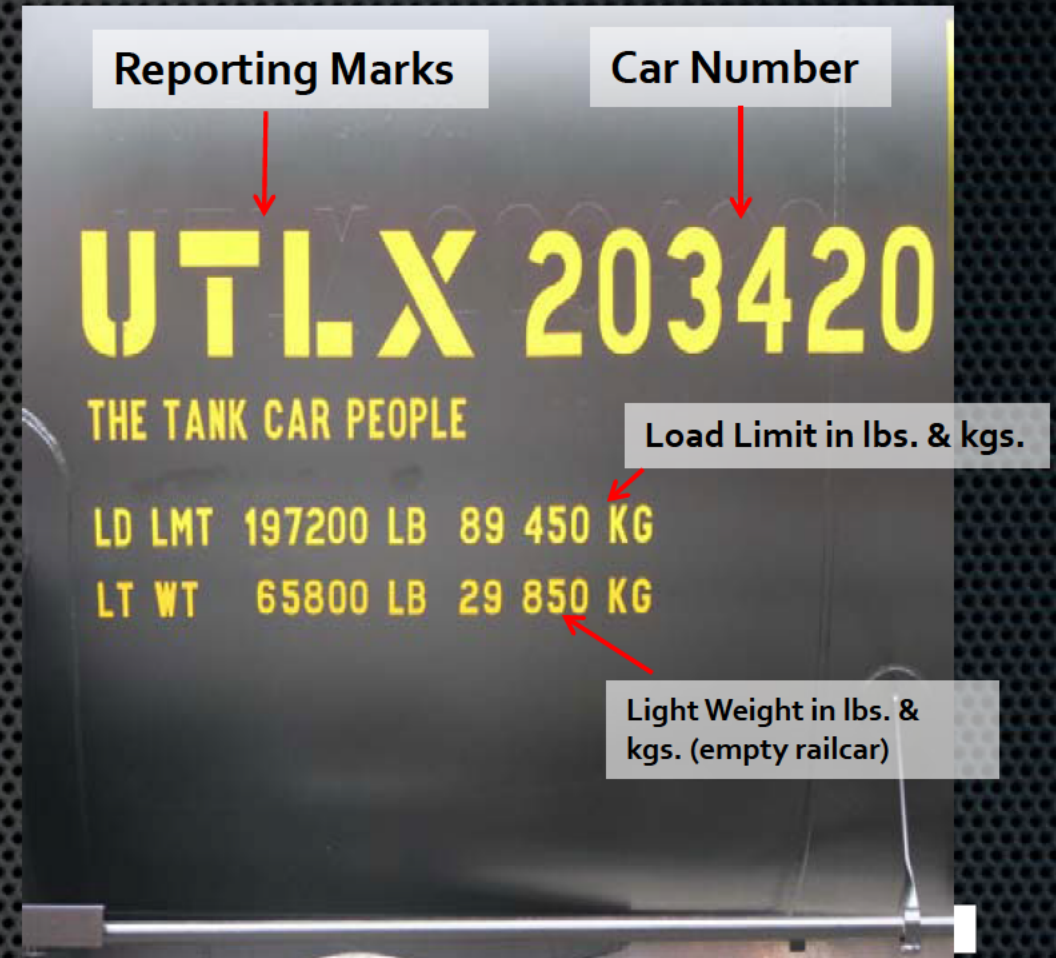 Reporting Marks
Car Number
UTLX 203420
THE TANK CAR PEOPLE
Load Limit in lbs. & kgs.
LD LMT 197200 LB 89 450 KG
LT WT 65800 LB 29 850 KG
Light Weight in lbs. &
kgs. (empty railcar)